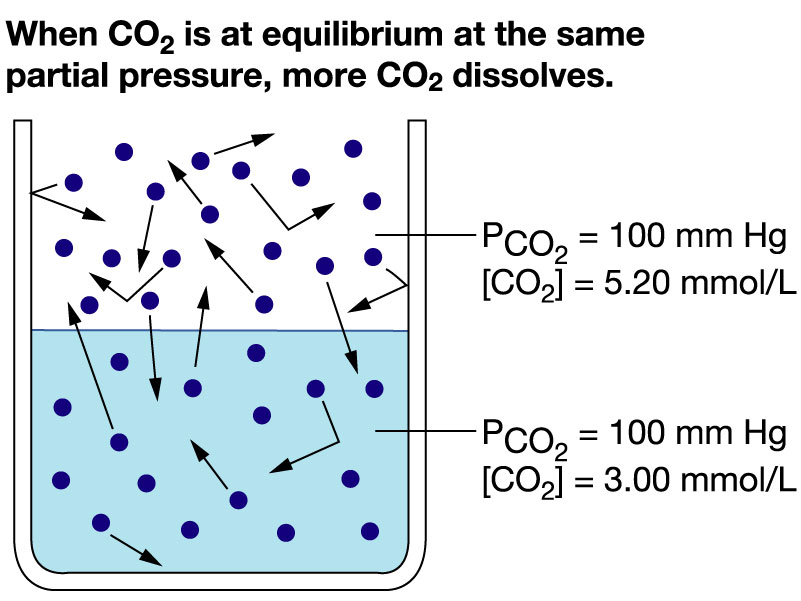 When CO₂ is at equilibrium at the same
partial pressure, more CO₂ dissolves.
PCO₂ = 100 mm Hg
[CO₂] = 5.20 mmol/L
PCO₂ = 100 mm Hg
[CO₂] = 3.00 mmol/L